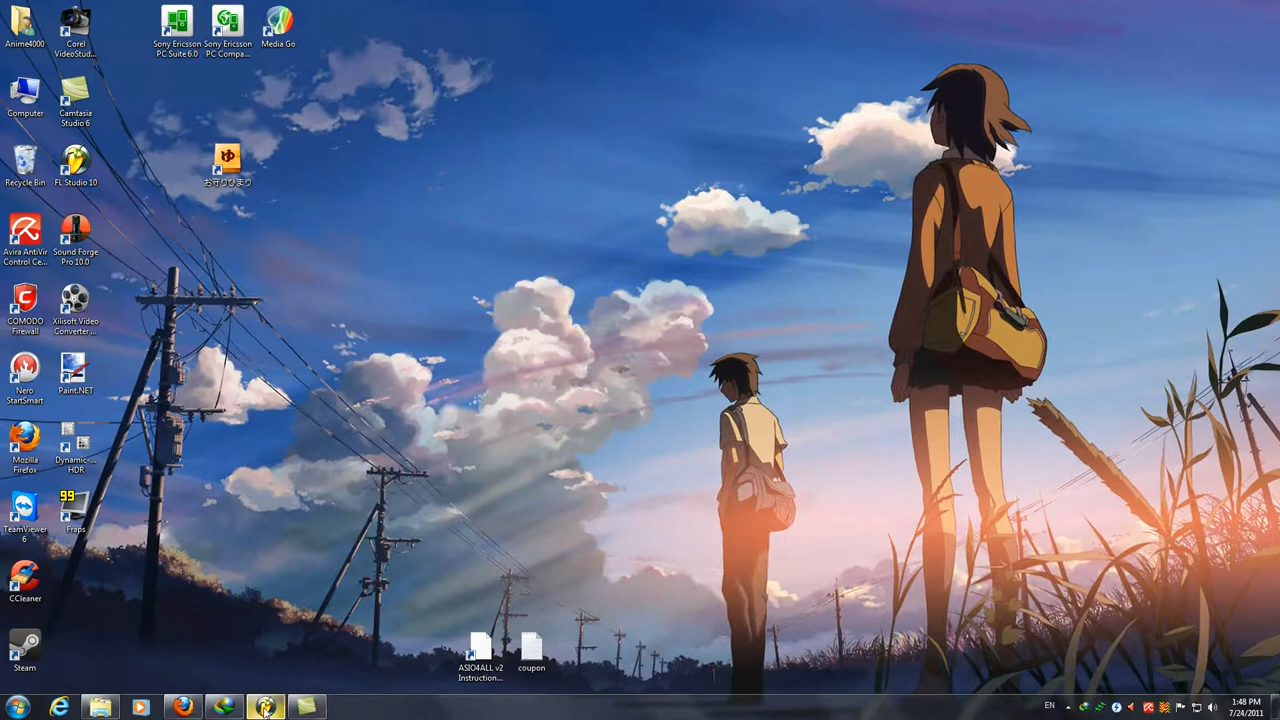 Anime4000
Corel
VideoStud...
Sony Ericsson
PC Suite 6.0
Sony Ericsson
PC Compa...
Media Go
Computer
Camtasia
Studio 6
Recycle Bin
FL Studio 10
お守りひまり
ゆ
Avira AntiVir
Control Ce...
Sound Forge
Pro 10.0
COMODO
Firewall
Xilisoft Video
Converter ...
Nero
StartSmart
Paint.NET
Mozilla
Firefox
Dynamic-...
HDR
99
TeamViewer
6
Fraps
CCleaner
Steam
ASIO4ALL v2
Instruction...
coupon
EN
1:48 PM
7/24/2011